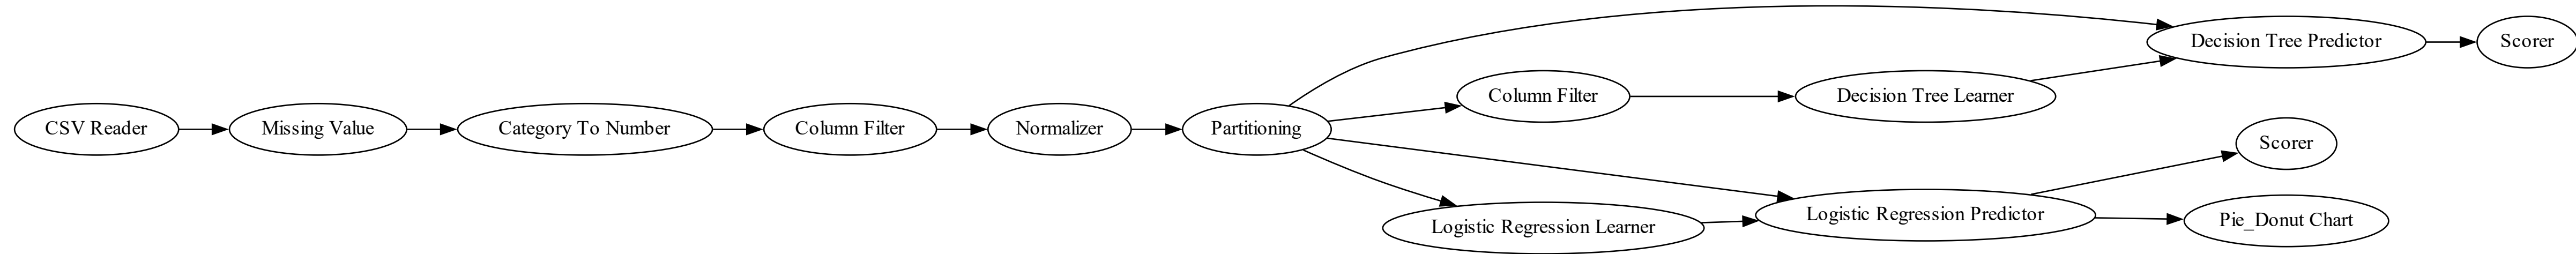 CSV Reader
Missing Value
Category To Number
Column Filter
Normalizer
Partitioning
Column Filter
Decision Tree Learner
Decision Tree Predictor
Scorer
Logistic Regression Learner
Logistic Regression Predictor
Scorer
Pie_Donut Chart